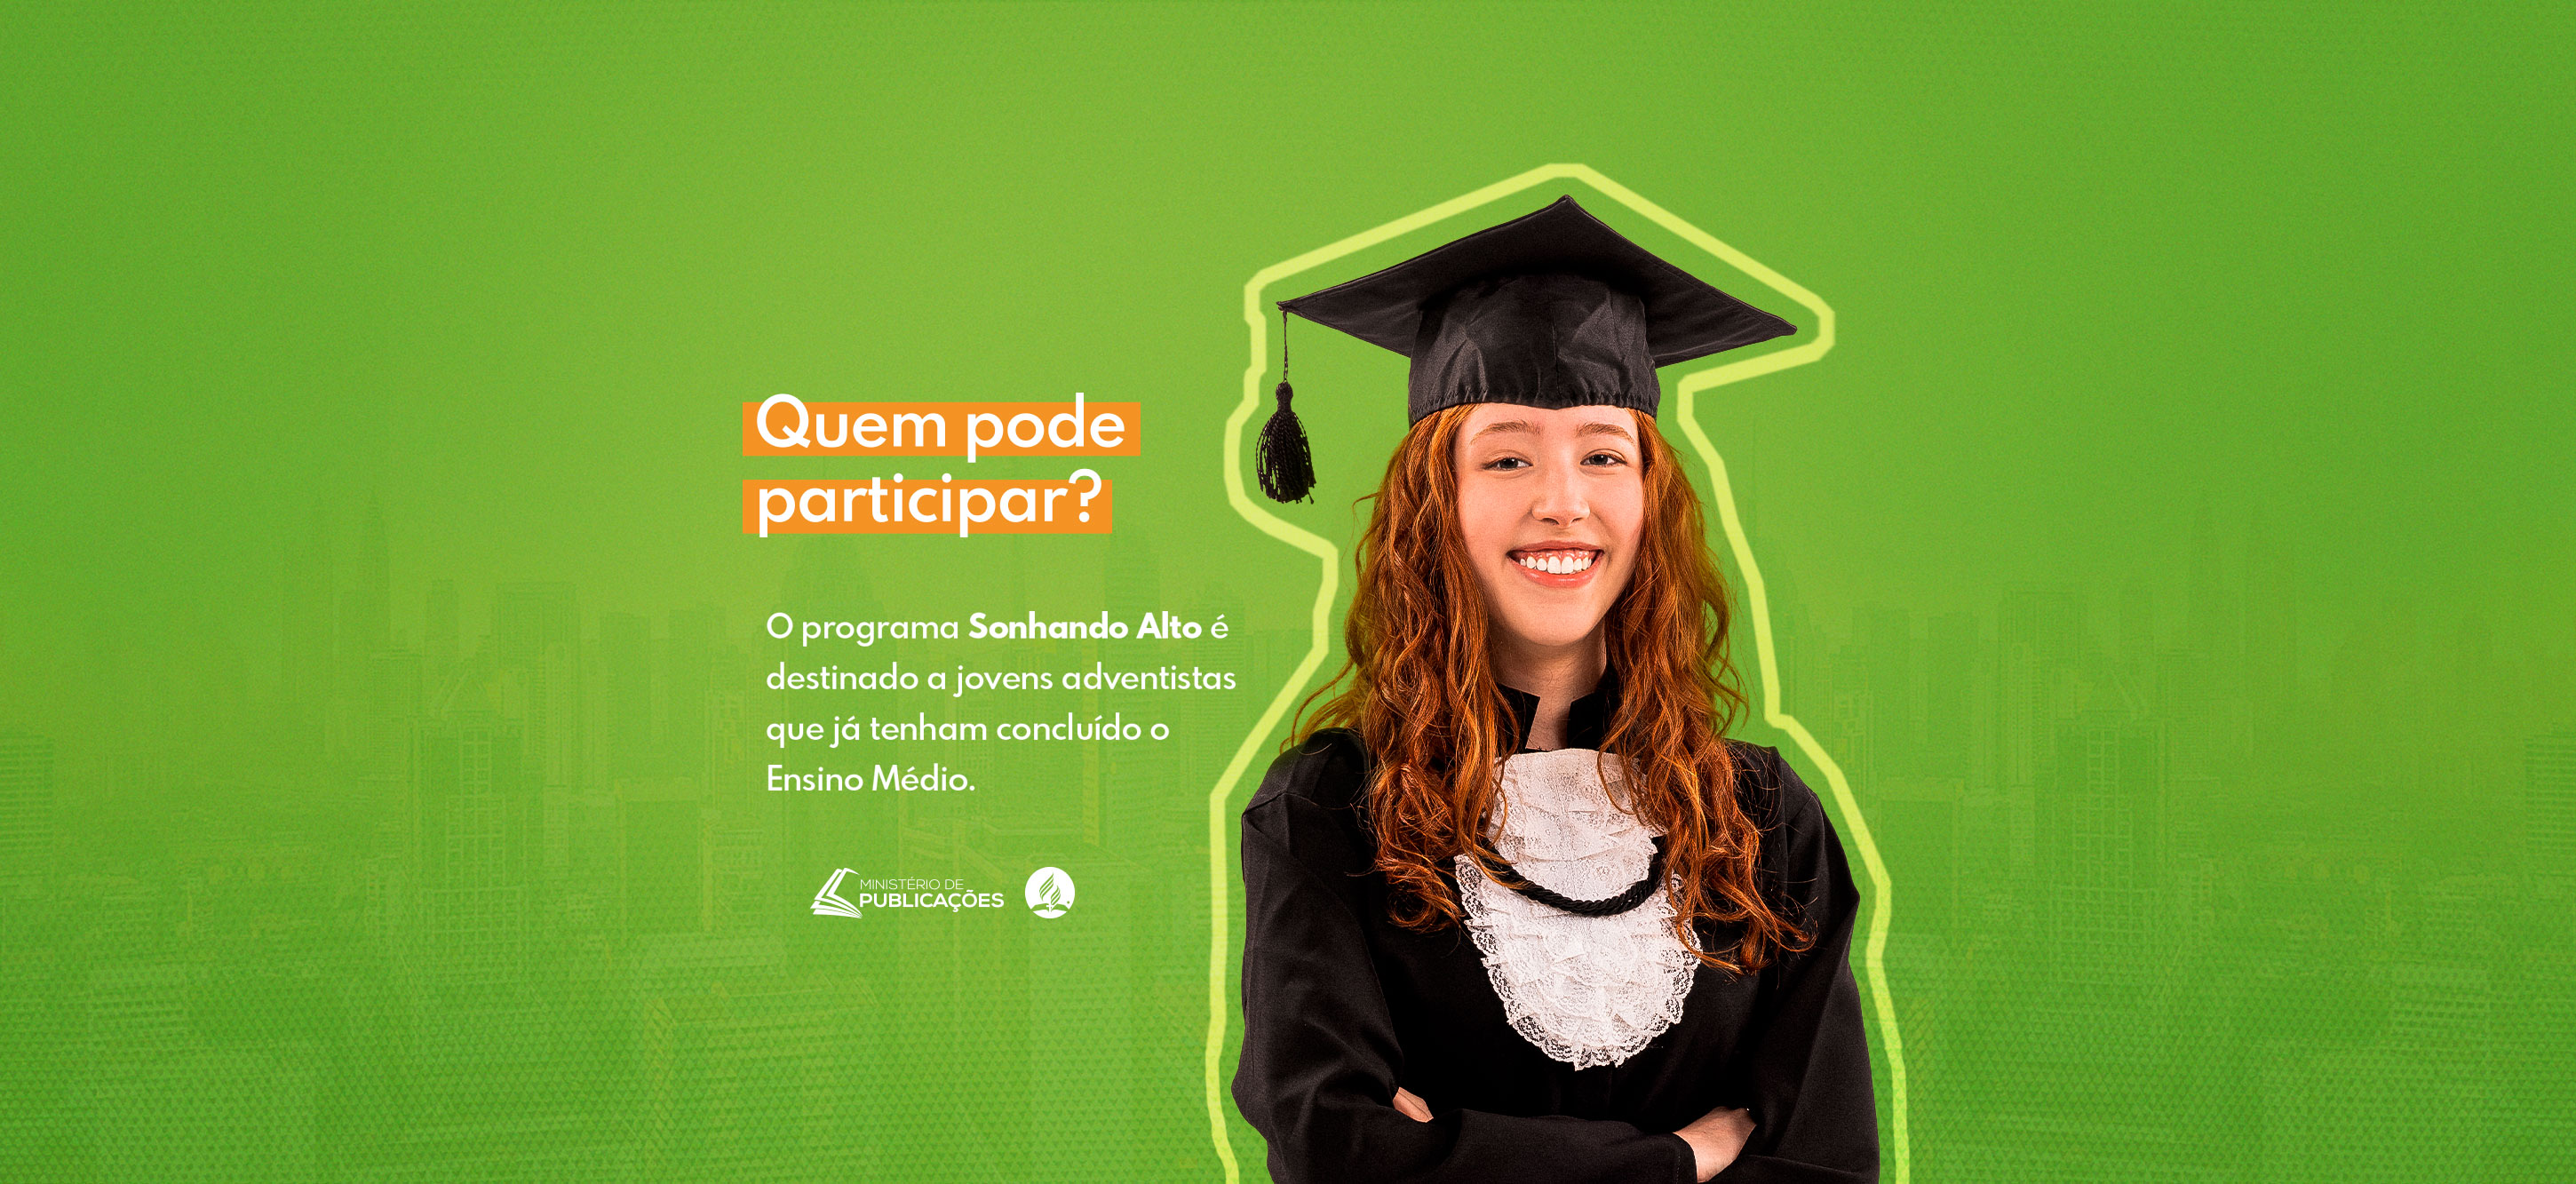 Quem pode
participar?
O programa Sonhando Alto é
destinado a jovens adventistas
que já tenham concluído o
Ensino Médio.
MINISTÉRIO DE
PUBLICAÇÕES